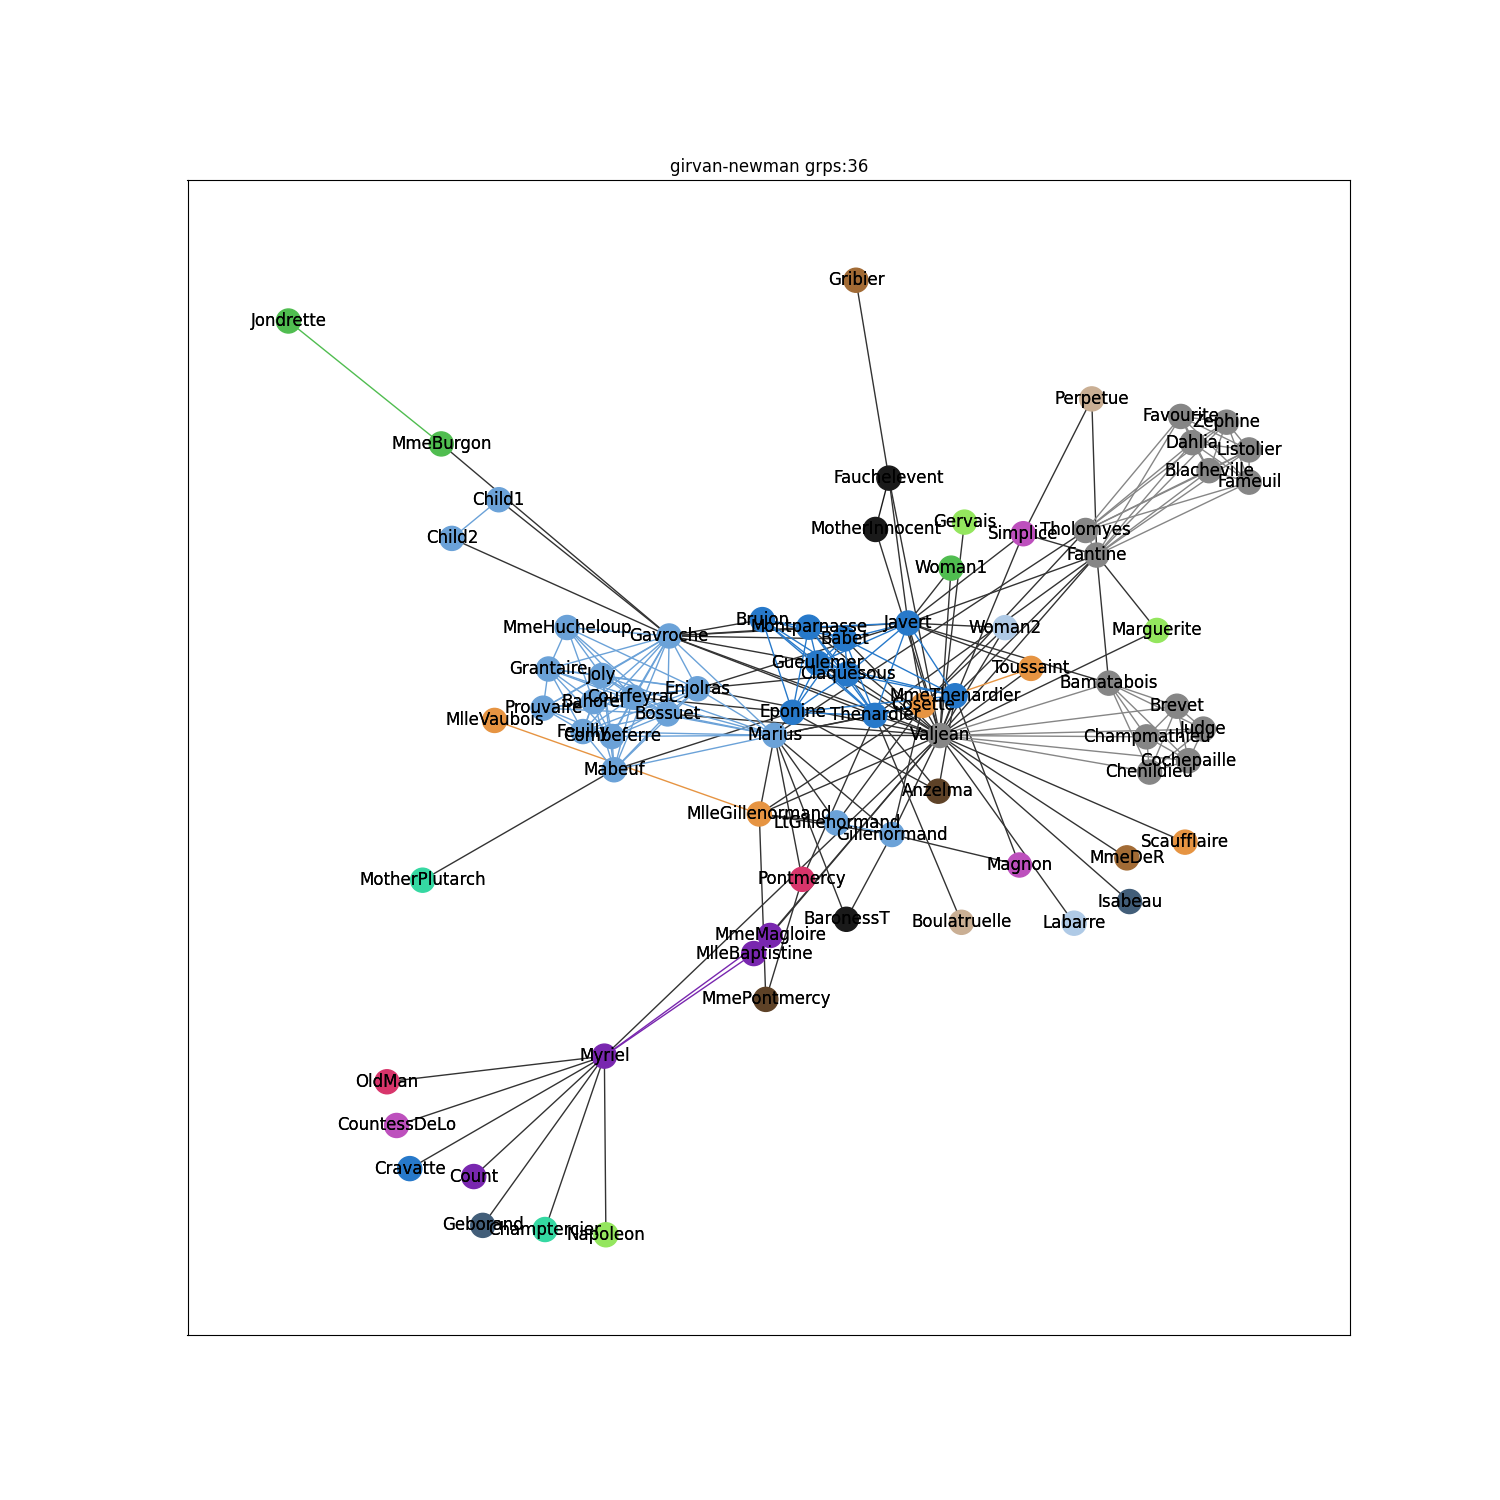 girvan-newman grps:36
Gribier
Jondrette
Perpetue
Favourite
Zephine
MmeBurgon
Dahlia
Listolier
Blacheville
Fameuil
Fauchelevent
Child1
Gervais
MotherInnocent
Simplice
Tholomyes
Child2
Fantine
Woman1
Brujon
Javert
MmeHucheloup
Montparnasse
Woman2
Marguerite
Gavroche
Babet
Gueulemer
Grantaire
Toussaint
Joly
Claquesous
Bamatabois
Enjolras
Courfeyrac
MmeThenardier
Bahorel
Cosette
Brevet
Prouvaire
Bossuet
Eponine
Thenardier
MlleVaubois
Judge
Feuilly
Combeferre
Marius
Valjean
Champmathieu
Cochepaille
Mabeuf
Chenildieu
Anzelma
MlleGillenormand
LtGillenormand
Gillenormand
Scaufflaire
MmeDeR
Magnon
MotherPlutarch
Pontmercy
Isabeau
BaronessT
Boulatruelle
Labarre
MmeMagloire
MlleBaptistine
MmePontmercy
Myriel
OldMan
CountessDeLo
Cravatte
Count
Geborand
Champtercier
Napoleon